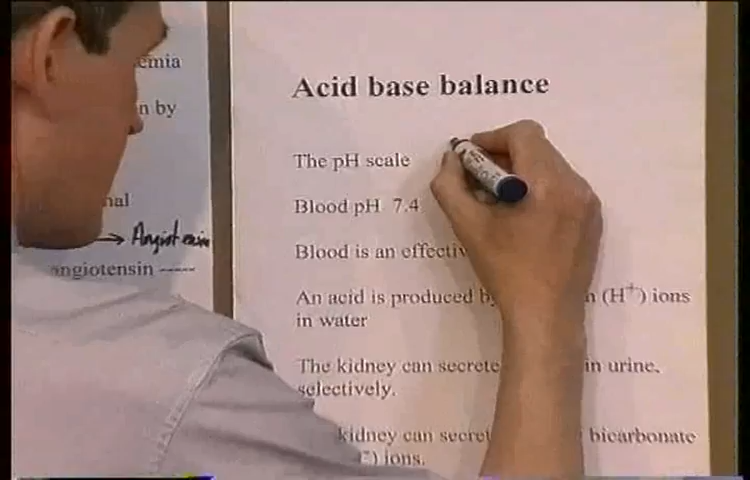 emia
n by
nal
→ Angiotensin
angiotensin -----
Acid base balance
The pH scale
Blood pH 7.4
Blood is an effectiv
An acid is produced b n (H+) ions
in water
The kidney can secrete in urine,
selectively.
kidney can secret bicarbonate
) ions.